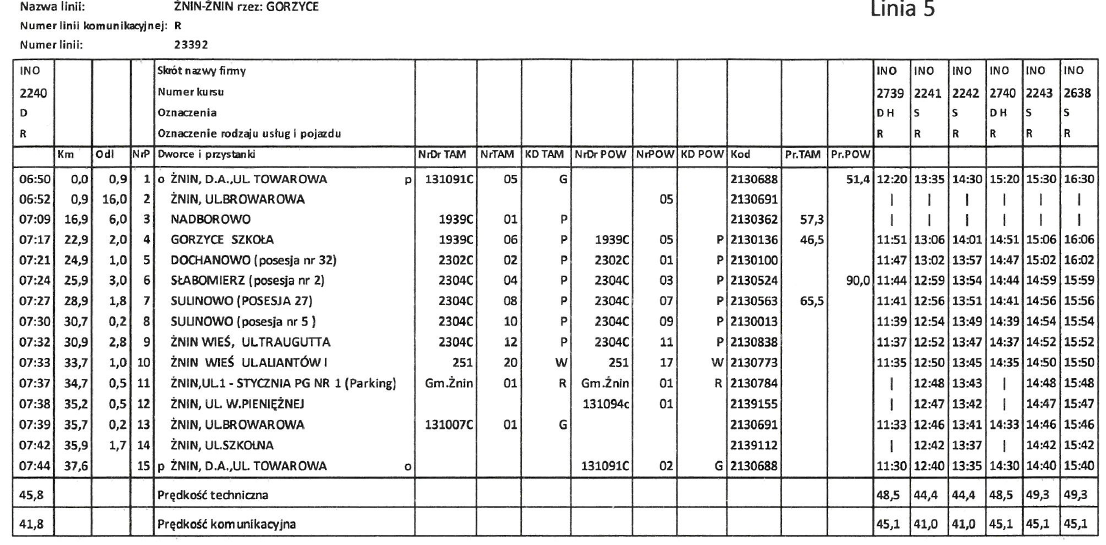 Nazwa linii: ŻNIN-ŻNIN rzez: GORZYCE Linia 5
Numer linii komunikacyjnej: R
Numer linii: 23392
INO Skrót nazwy firmy INO INO INO INO INO INO
2240 Numer kursu 2739 2241 2242 2740 2243 2638
D Oznaczenia D H S S D H S S
R Oznaczenie rodzaju usług i pojazdu R R R R R R
Km Odl NrP Dworce i przystanki NrDr TAM NrTAM KD TAM NrDr POW NrPOW KD POW Kod Pr.TAM Pr.POW
06:50 0,0 0,9 1 o ŻNIN, D.A.,UL. TOWAROWA p 131091C 05 G 2130688 51,4 12:20 13:35 14:30 15:20 15:30 16:30
06:52 0,9 16,0 2 ŻNIN, UL.BROWAROWA 05 2130691 | | | | | |
07:09 16,9 6,0 3 NADBOROWO 1939C 01 P 2130362 57,3 | | | | | |
07:17 22,9 2,0 4 GORZYCE SZKOŁA 1939C 06 P 1939C 05 P 2130136 46,5 11:51 13:06 14:01 14:51 15:06 16:06
07:21 24,9 1,0 5 DOCHANOWO (posesja nr 32) 2302C 02 P 2302C 01 P 2130100 11:47 13:02 13:57 14:47 15:02 16:02
07:24 25,9 3,0 6 SŁABOMIERZ (posesja nr 2) 2304C 04 P 2304C 03 P 2130524 90,0 11:44 12:59 13:54 14:44 14:59 15:59
07:27 28,9 1,8 7 SULINOWO (POSESJA 27) 2304C 08 P 2304C 07 P 2130563 65,5 11:41 12:56 13:51 14:41 14:56 15:56
07:30 30,7 0,2 8 SULINOWO (posesja nr 5 ) 2304C 10 P 2304C 09 P 2130013 11:39 12:54 13:49 14:39 14:54 15:54
07:32 30,9 2,8 9 ŻNIN WIEŚ, UL.TRAUGUTTA 2304C 12 P 2304C 11 P 2130838 11:37 12:52 13:47 14:37 14:52 15:52
07:33 33,7 1,0 10 ŻNIN WIEŚ UL.ALIANTÓW I 251 20 W 251 17 W 2130773 11:35 12:50 13:45 14:35 14:50 15:50
07:37 34,7 0,5 11 ŻNIN,UL.1 - STYCZNIA PG NR 1 (Parking) Gm.Żnin 01 R Gm.Żnin 01 R 2130784 | 12:48 13:43 | 14:48 15:48
07:38 35,2 0,5 12 ŻNIN, UL. W.PIENIĘŻNEJ 131094c 01 2139155 | 12:47 13:42 | 14:47 15:47
07:39 35,7 0,2 13 ŻNIN, UL.BROWAROWA 131007C 01 G 2130691 11:33 12:46 13:41 14:33 14:46 15:46
07:42 35,9 1,7 14 ŻNIN, UL.SZKOLNA 2139112 | 12:42 13:37 | 14:42 15:42
07:44 37,6 15 p ŻNIN, D.A.,UL. TOWAROWA o 131091C 02 G 2130688 11:30 12:40 13:35 14:30 14:40 15:40
45,8 Prędkość techniczna 48,5 44,4 44,4 48,5 49,3 49,3
41,8 Prędkość komunikacyjna 45,1 41,0 41,0 45,1 45,1 45,1